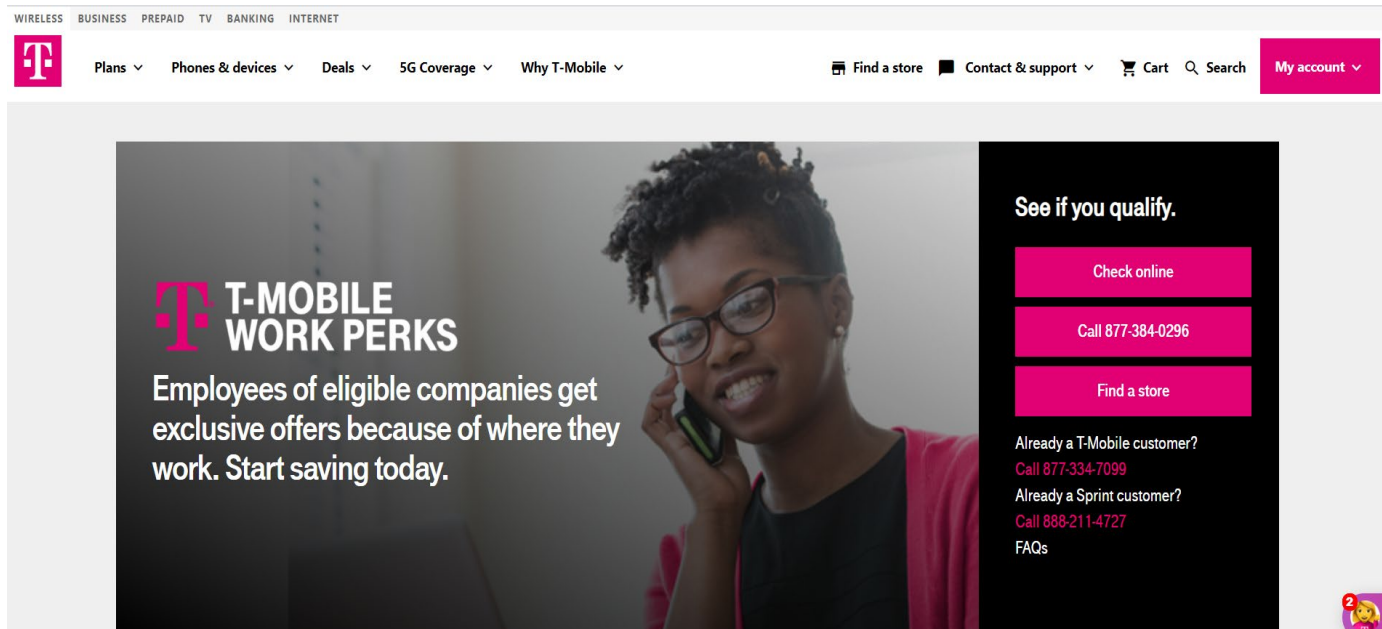 WIRELESS BUSINESS PREPAID TV BANKING INTERNET
T Plans Phones & devices Deals 5G Coverage Why T-Mobile Find a store Contact & support Cart Search My account
See if you qualify.
Check online
Call 877-384-0296
Find a store
Already a T-Mobile customer?
Call 877-334-7099
Already a Sprint customer?
Call 888-211-4727
FAQs
T T-MOBILE
WORK PERKS
Employees of eligible companies get
exclusive offers because of where they
work. Start saving today.
2